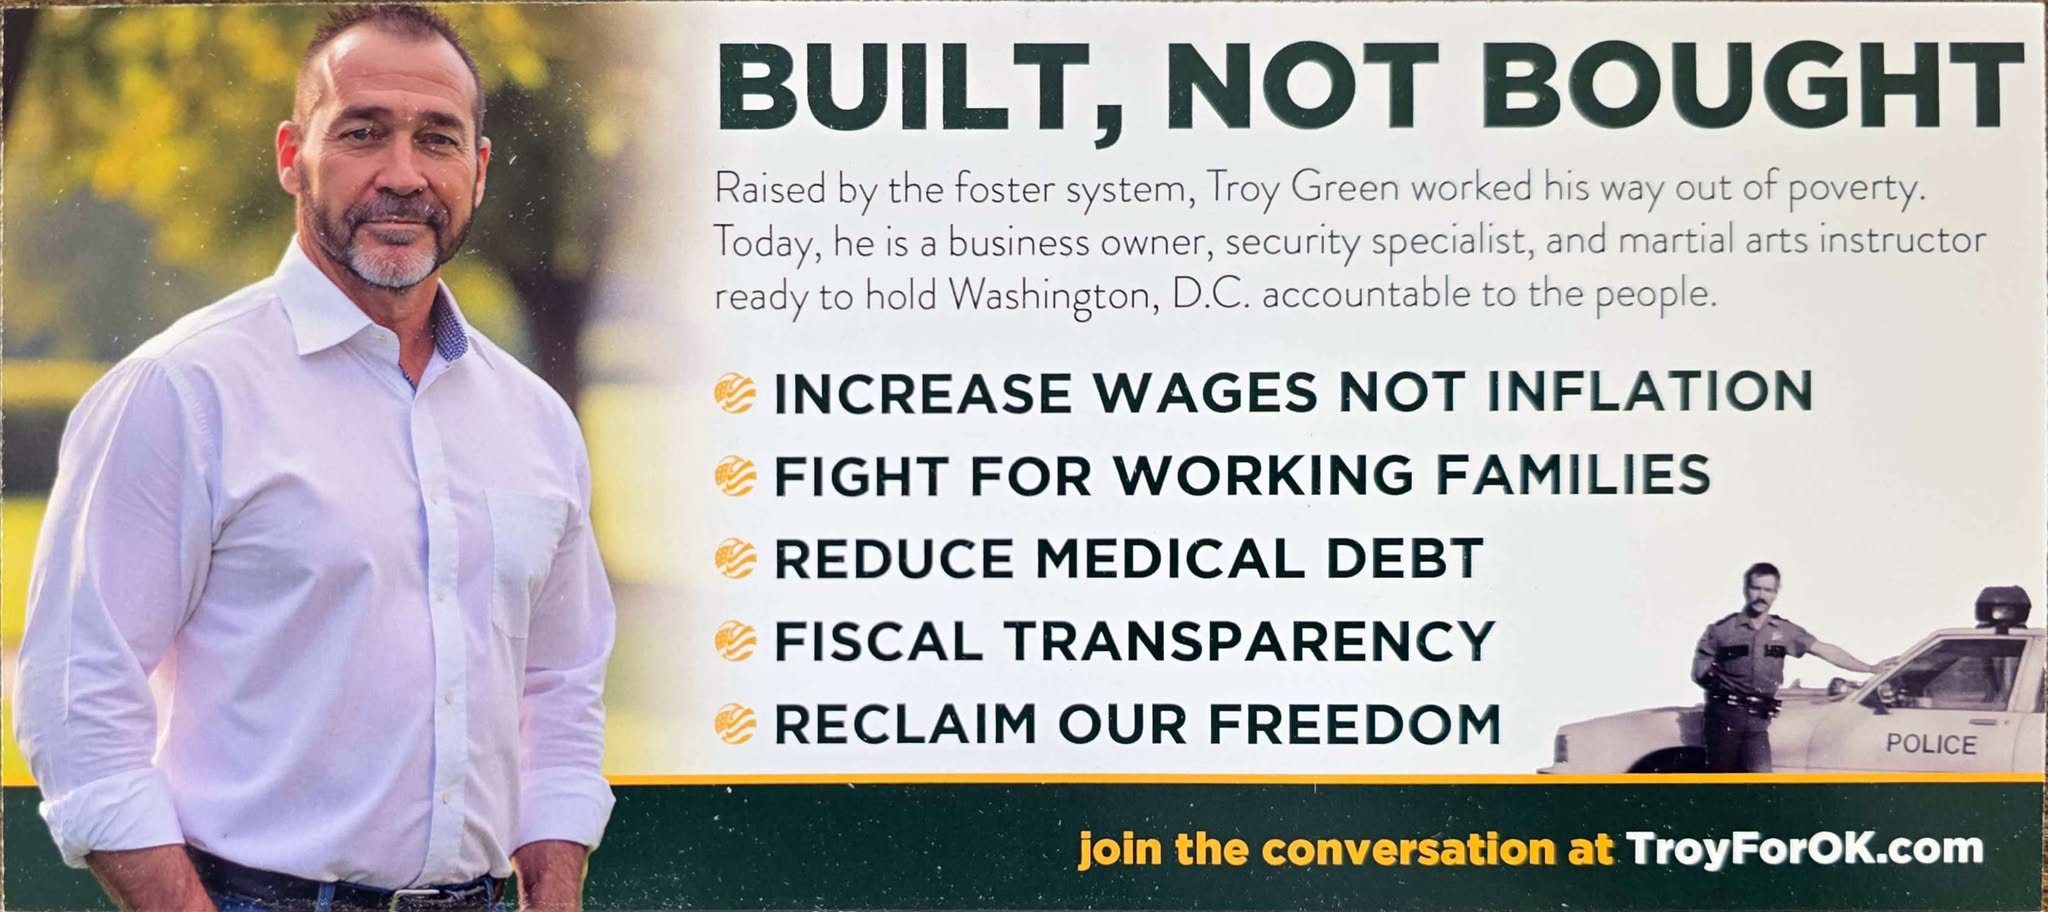 BUILT, NOT BOUGHT
Raised by the foster system, Troy Green worked his way out of poverty.
Today, he is a business owner, security specialist, and martial arts instructor
ready to hold Washington, D.C. accountable to the people.
INCREASE WAGES NOT INFLATION
FIGHT FOR WORKING FAMILIES
REDUCE MEDICAL DEBT
FISCAL TRANSPARENCY
RECLAIM OUR FREEDOM
POLICE
join the conversation at TroyForOK.com